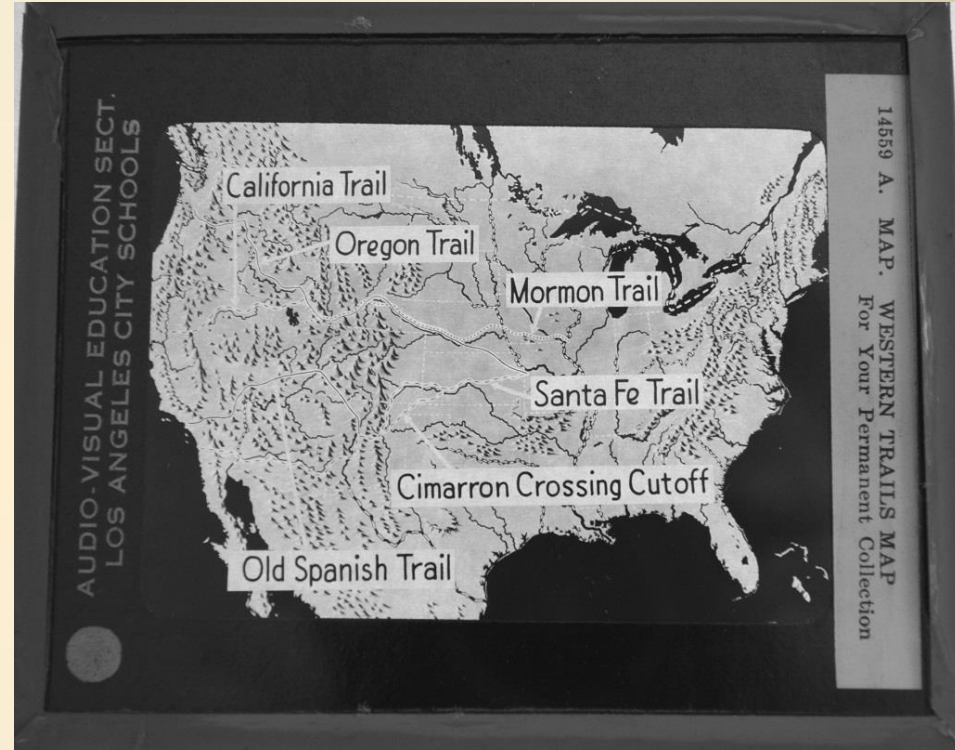 AUDIO-VISUAL EDUCATION SECT.
LOS ANGELES CITY SCHOOLS
California Trail
Oregon Trail
Mormon Trail
Santa Fe Trail
Cimarron Crossing Cutoff
Old Spanish Trail
14559 A. MAP. WESTERN TRAILS MAP
For Your Permanent Collection